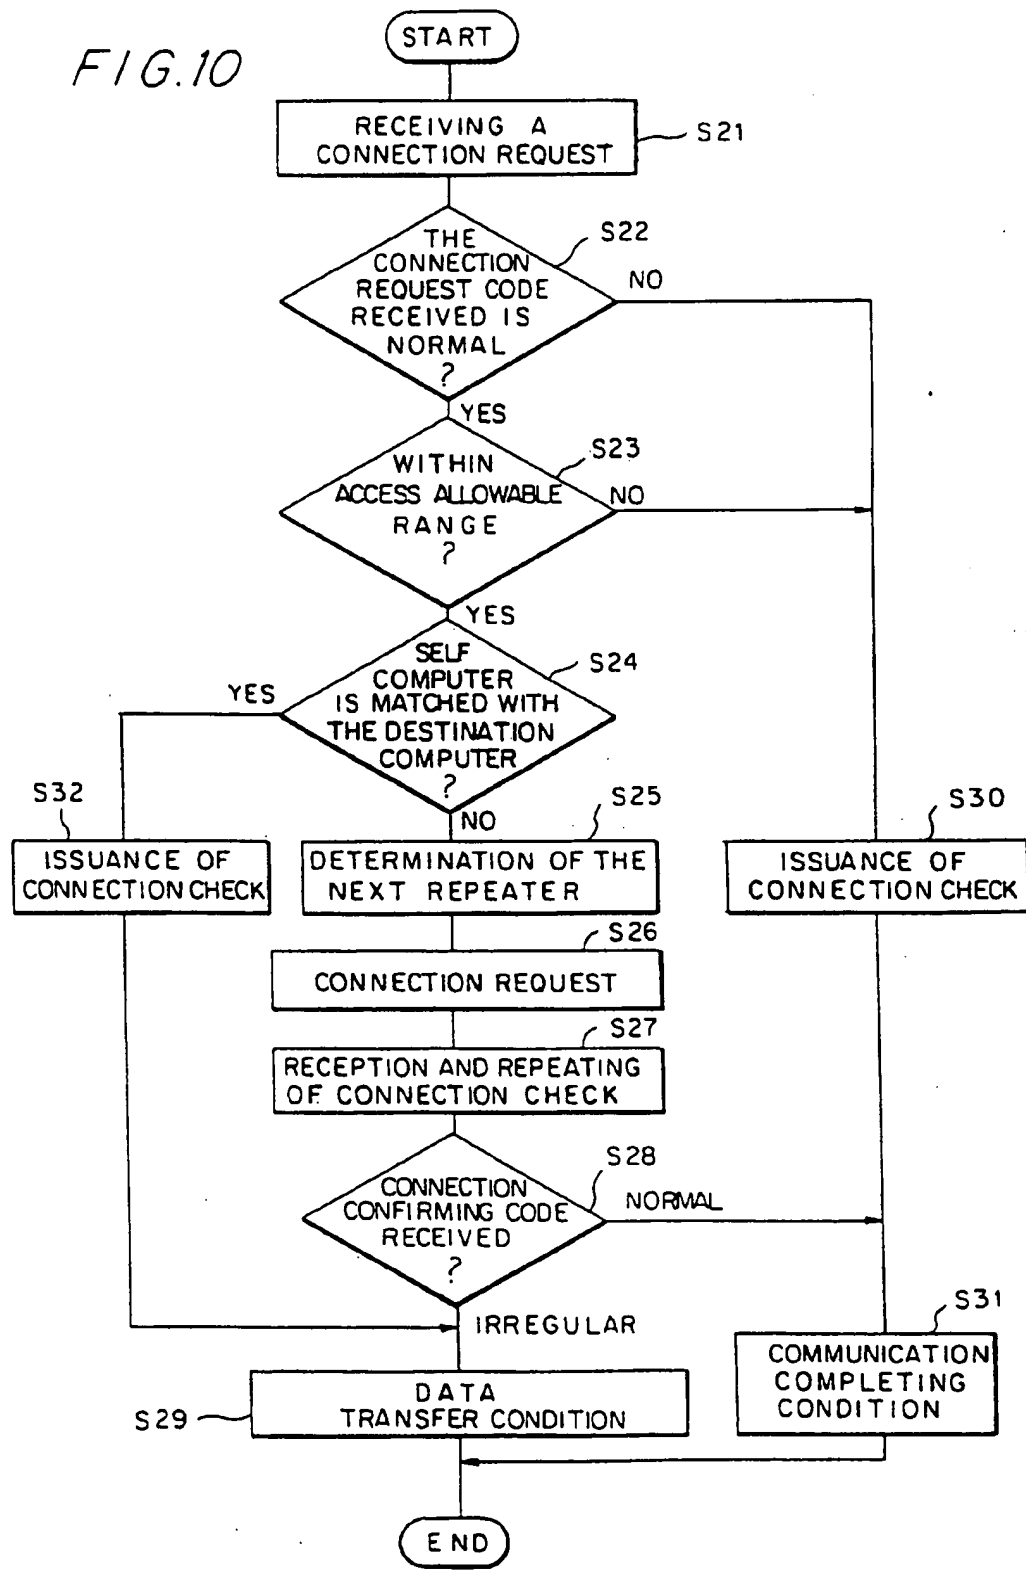 FIG.10
START
RECEIVING A
CONNECTION REQUEST
S21
THE
CONNECTION
REQUEST CODE
RECEIVED IS
NORMAL
?
S22
NO
YES
WITHIN
ACCESS ALLOWABLE
RANGE
?
S23
NO
YES
SELF
COMPUTER
IS MATCHED WITH
THE DESTINATION
COMPUTER
?
S24
YES
NO
S32
ISSUANCE OF
CONNECTION CHECK
S25
DETERMINATION OF THE
NEXT REPEATER
S30
ISSUANCE OF
CONNECTION CHECK
S26
CONNECTION REQUEST
S27
RECEPTION AND REPEATING
OF CONNECTION CHECK
S28
CONNECTION
CONFIRMING CODE
RECEIVED
?
NORMAL
IRREGULAR
S31
COMMUNICATION
COMPLETING
CONDITION
S29
DATA
TRANSFER CONDITION
END